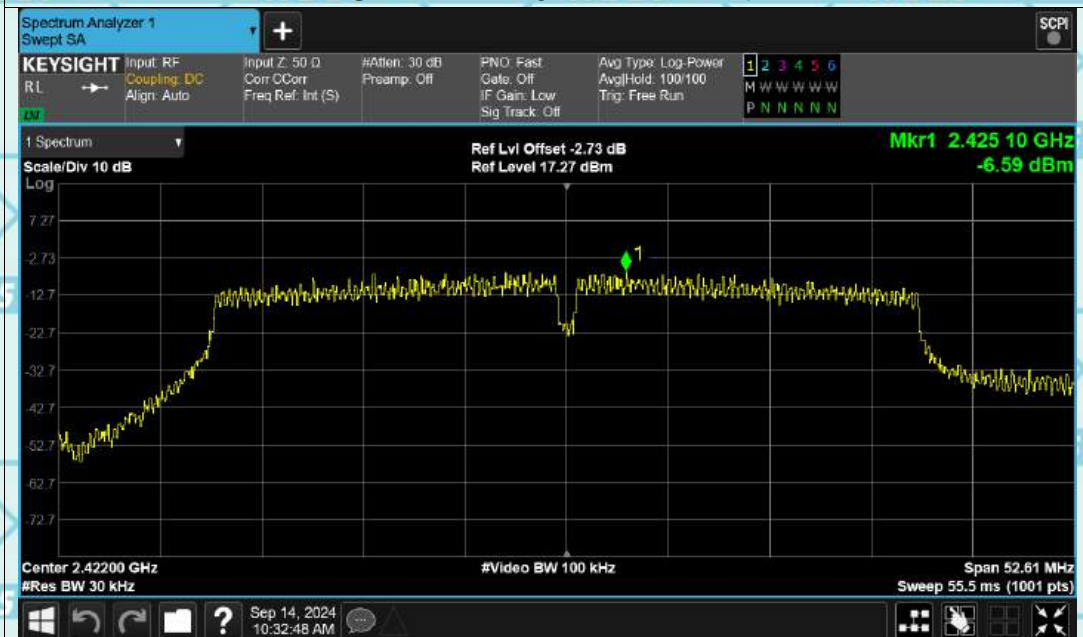 Spectrum Analyzer 1
Swept SA
+
SCPI
KEYSIGHT
RL
LXI
Input: RF
Coupling: DC
Align: Auto
Input Z: 50 Ω
Corr CCorr
Freq Ref: Int (S)
#Atten: 30 dB
Preamp: Off
PNO: Fast
Gate: Off
IF Gain: Low
Sig Track: Off
Avg Type: Log-Power
Avg|Hold: 100/100
Trig: Free Run
1 2 3 4 5 6
M W W W W W
P N N N N N
1 Spectrum
Scale/Div 10 dB
Log
Ref Lvl Offset -2.73 dB
Ref Level 17.27 dBm
Mkr1 2.425 10 GHz
-6.59 dBm
7.27
-2.73
-12.7
-22.7
-32.7
-42.7
-52.7
-62.7
-72.7
1
Center 2.42200 GHz
#Res BW 30 kHz
#Video BW 100 kHz
Span 52.61 MHz
Sweep 55.5 ms (1001 pts)
?
Sep 14, 2024
10:32:48 AM